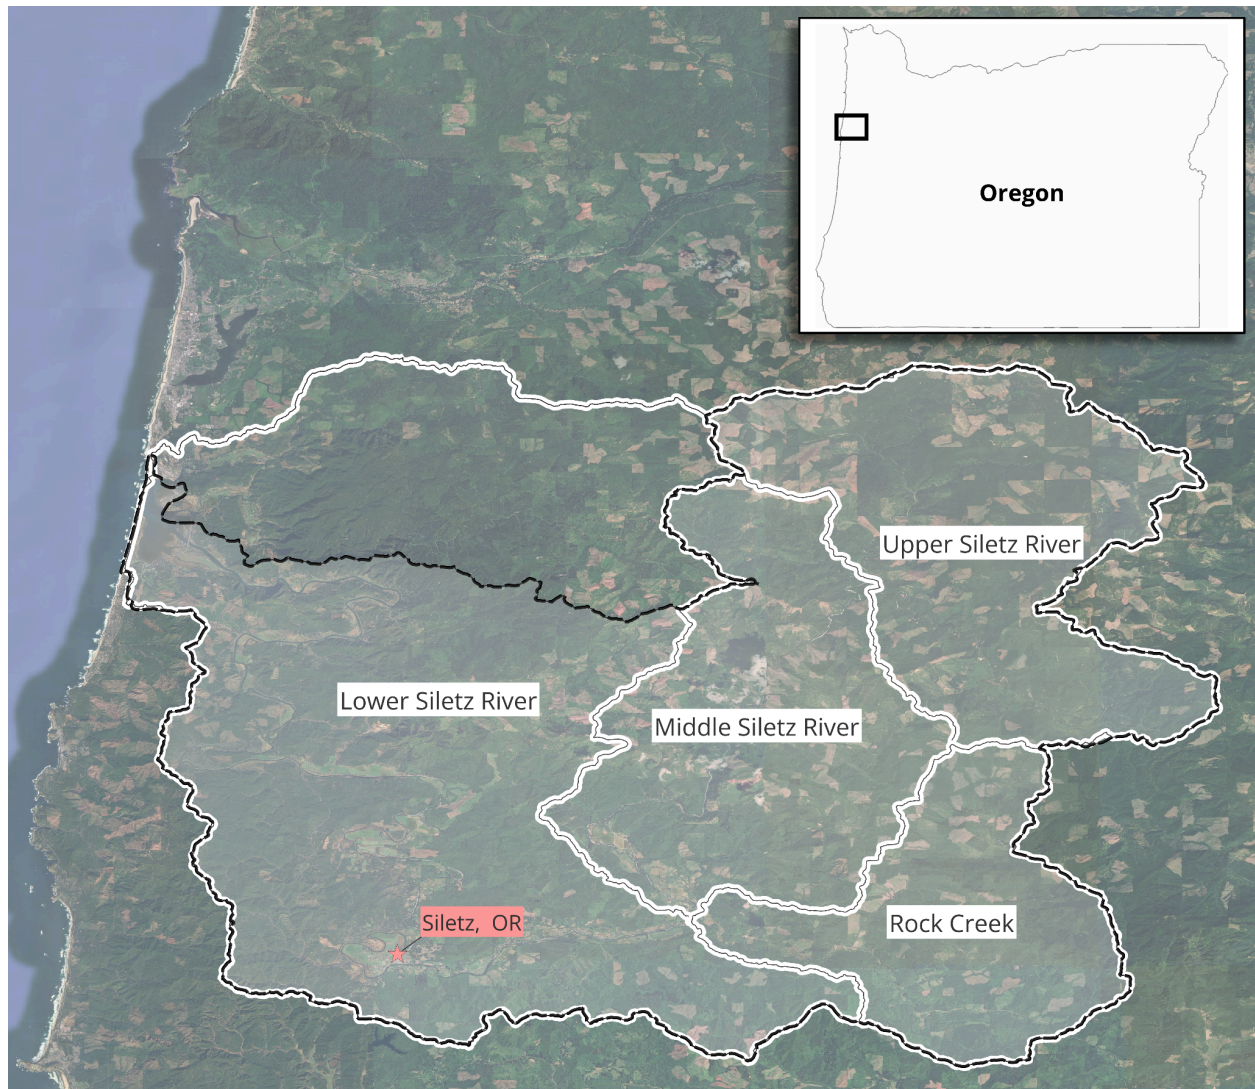 Oregon
Upper Siletz River
Lower Siletz River
Middle Siletz River
Siletz, OR
Rock Creek